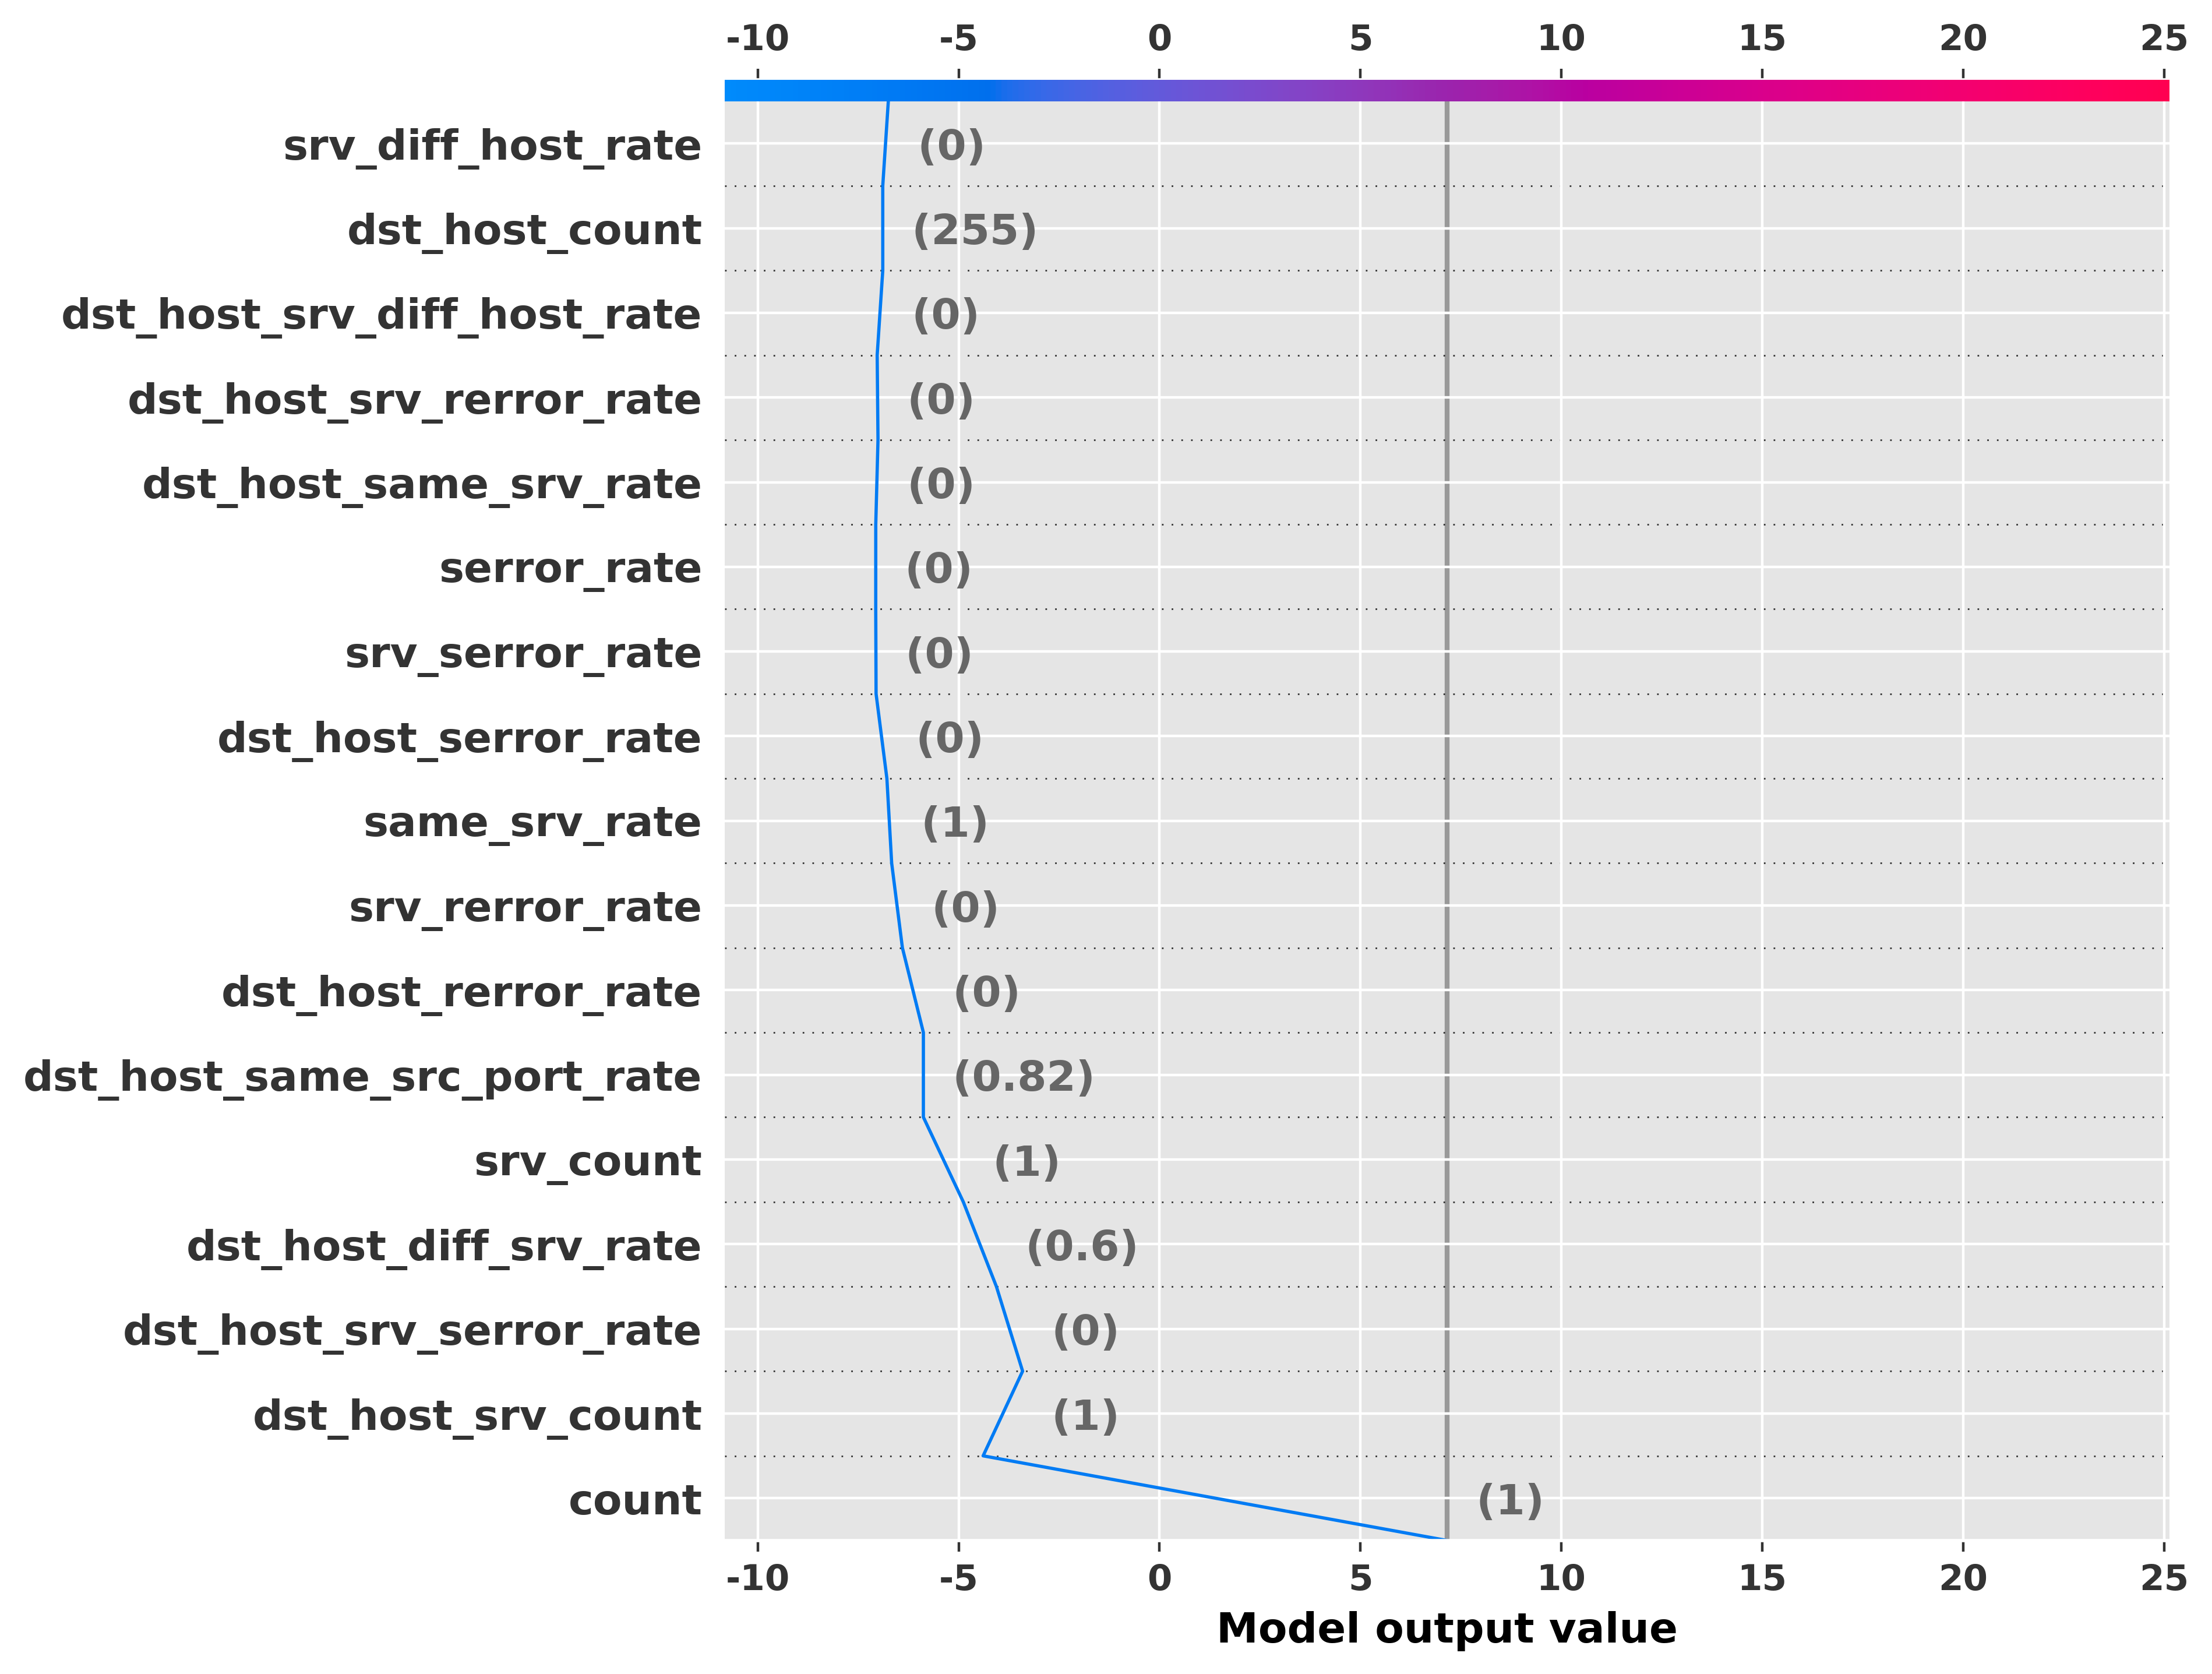 -10 -5 0 5 10 15 20 25
srv_diff_host_rate (0)
dst_host_count (255)
dst_host_srv_diff_host_rate (0)
dst_host_srv_rerror_rate (0)
dst_host_same_srv_rate (0)
serror_rate (0)
srv_serror_rate (0)
dst_host_serror_rate (0)
same_srv_rate (1)
srv_rerror_rate (0)
dst_host_rerror_rate (0)
dst_host_same_src_port_rate (0.82)
srv_count (1)
dst_host_diff_srv_rate (0.6)
dst_host_srv_serror_rate (0)
dst_host_srv_count (1)
count (1)
-10 -5 0 5 10 15 20 25
Model output value